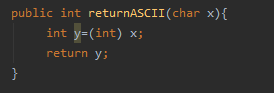 public int returnASCII(char x){
    int y=(int) x;
    return y;
}